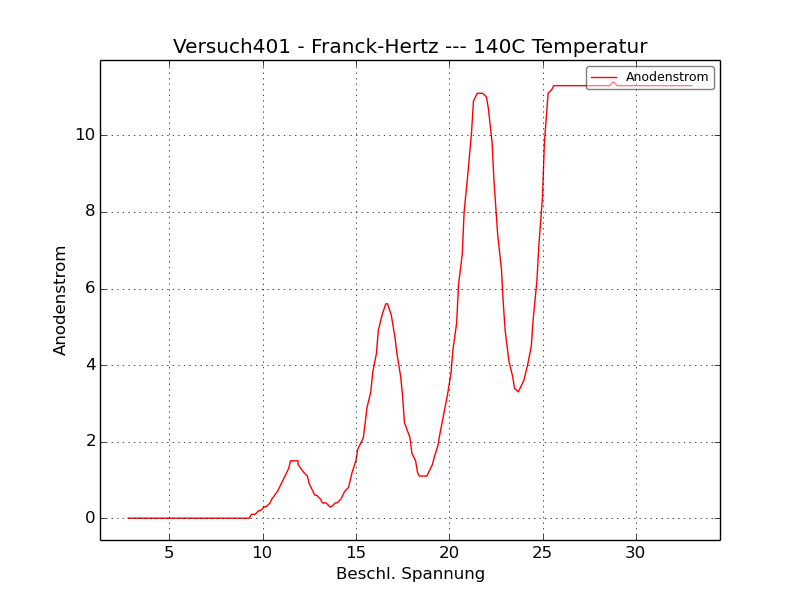 Versuch401 - Franck-Hertz --- 140C Temperatur
Anodenstrom
10
8
6
4
2
0
Anodenstrom
5 10 15 20 25 30
Beschl. Spannung